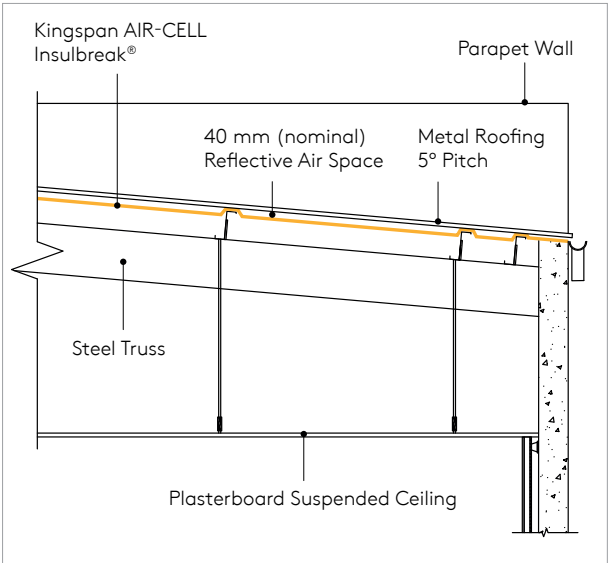 Kingspan AIR-CELL
Insulbreak®
Parapet Wall
40 mm (nominal)
Reflective Air Space
Metal Roofing
5° Pitch
Steel Truss
Plasterboard Suspended Ceiling